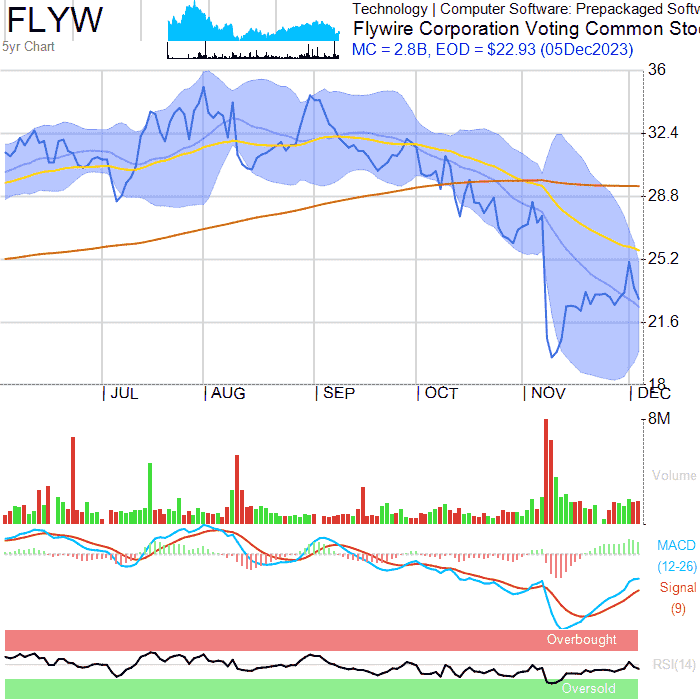 FLYW
5yr Chart
Technology | Computer Software: Prepackaged Softw
Flywire Corporation Voting Common Sto
MC = 2.8B, EOD = $22.93 (05Dec2023)
36
32.4
28.8
25.2
21.6
18
JUL AUG SEP OCT NOV DEC
8M
Volume
MACD
(12-26)
Signal
(9)
Overbought
RSI(14)
Oversold